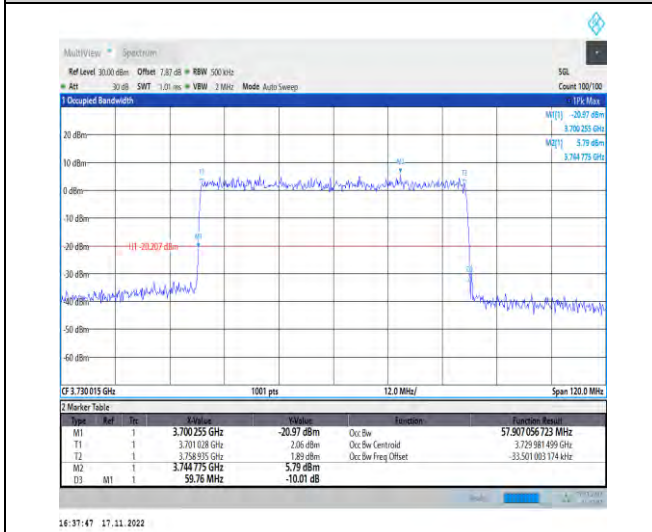 MultiView Spectrum
Ref Level 30.00 dBm Offset 7.87 dB RBW 500 kHz SGL
Att 30 dB SWT 1.01 ms VBW 2 MHz Mode Auto Sweep Count 100/100
1 Occupied Bandwidth 1Pk Max
M1[1] -20.97 dBm
3.700 255 GHz
M2[1] 5.79 dBm
3.744 775 GHz
20 dBm
10 dBm
T1 M2 T2
0 dBm
-10 dBm
M1
-20 dBm H1 -20.207 dBm
D3
-30 dBm
-40 dBm
-50 dBm
-60 dBm
CF 3.730 015 GHz 1001 pts 12.0 MHz/ Span 120.0 MHz
2 Marker Table
Type Ref Trc X-Value Y-Value Function Function Result
M1 1 3.700 255 GHz -20.97 dBm Occ Bw 57.907 056 723 MHz
T1 1 3.701 028 GHz 2.06 dBm Occ Bw Centroid 3.729 981 499 GHz
T2 1 3.758 935 GHz 1.89 dBm Occ Bw Freq Offset -33.501 003 174 kHz
M2 1 3.744 775 GHz 5.79 dBm
D3 M1 1 59.76 MHz -10.01 dB
16:37:47 17.11.2022